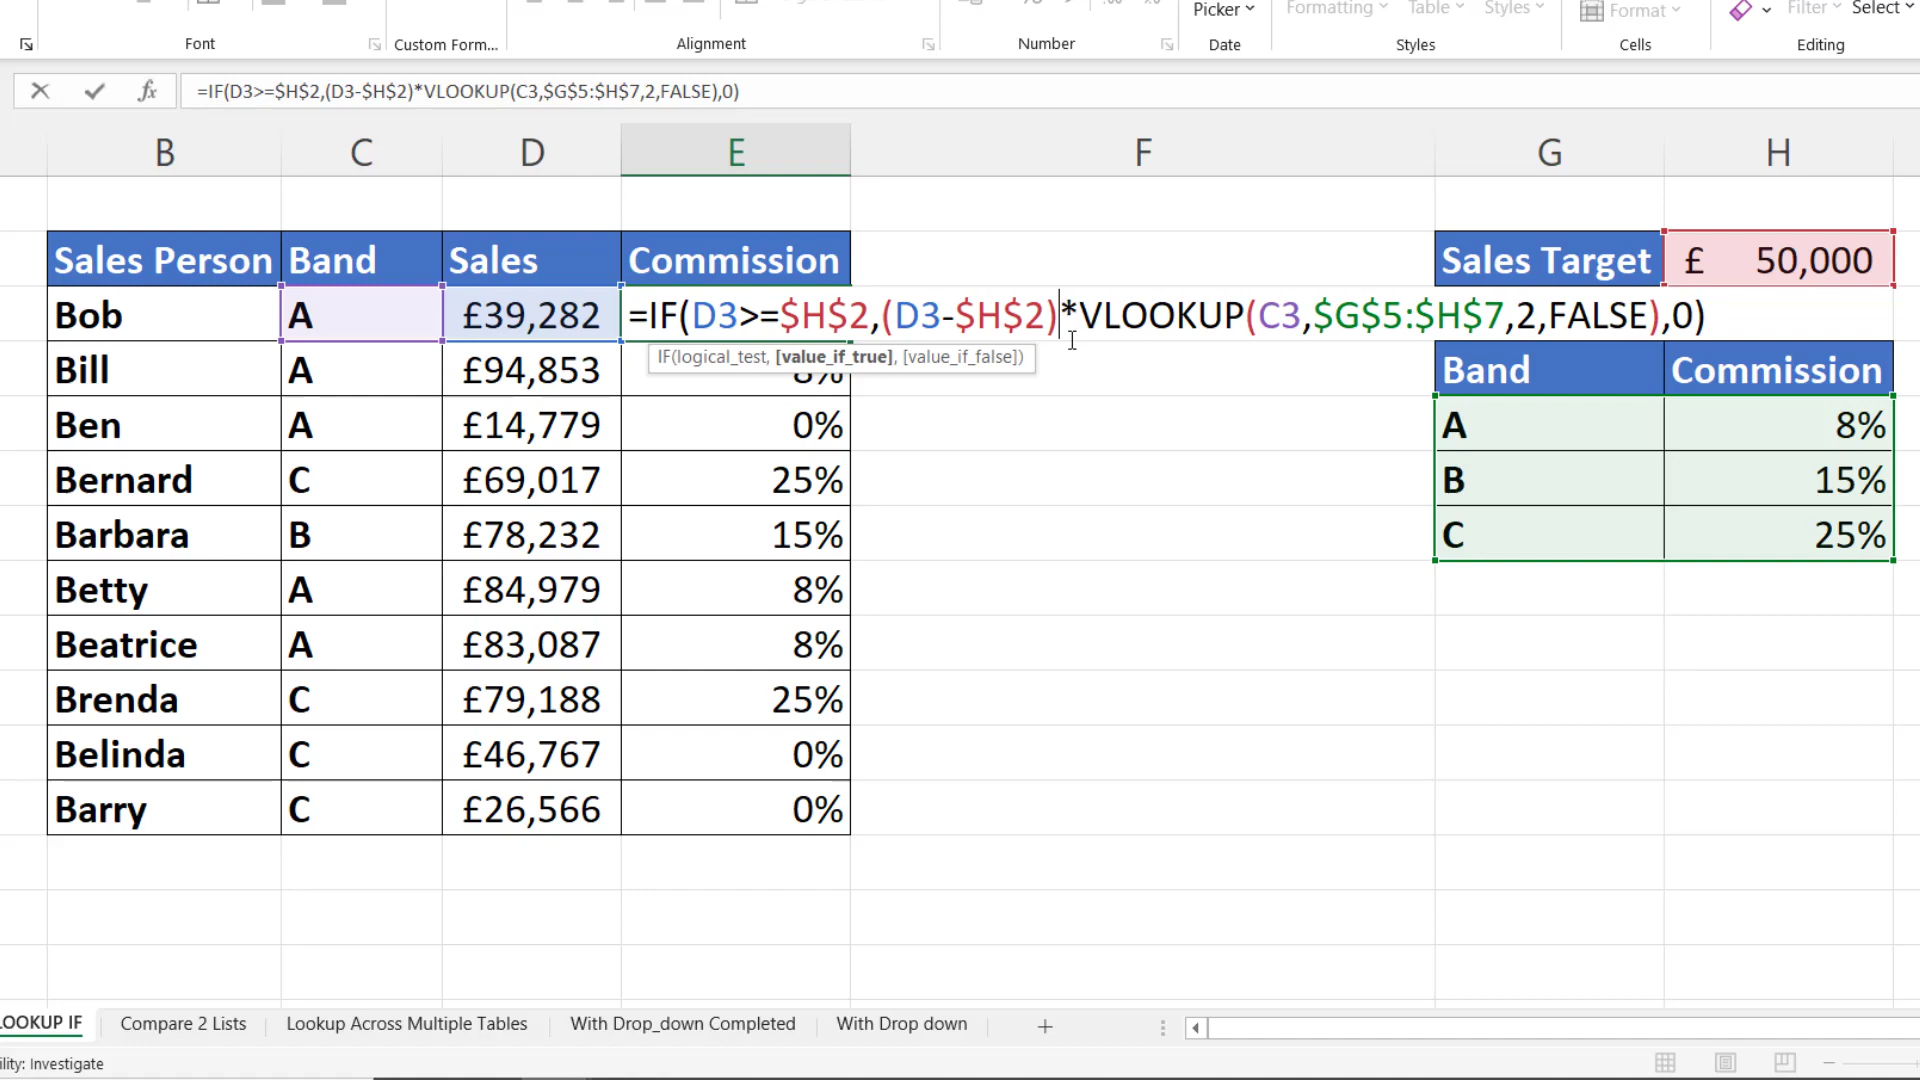 Picker Formatting Table Styles Format Filter Select
Font Custom Form... Alignment Number Date Styles Cells Editing
fx =IF(D3>=$H$2,(D3-$H$2)*VLOOKUP(C3,$G$5:$H$7,2,FALSE),0)
B C D E F G H
Sales Person Band Sales Commission Sales Target £ 50,000
Bob A £39,282 =IF(D3>=$H$2,(D3-$H$2)*VLOOKUP(C3,$G$5:$H$7,2,FALSE),0)
IF(logical_test, [value_if_true], [value_if_false])
Bill A £94,853 8% Band Commission
Ben A £14,779 0% A 8%
Bernard C £69,017 25% B 15%
Barbara B £78,232 15% C 25%
Betty A £84,979 8%
Beatrice A £83,087 8%
Brenda C £79,188 25%
Belinda C £46,767 0%
Barry C £26,566 0%
LOOKUP IF Compare 2 Lists Lookup Across Multiple Tables With Drop_down Completed With Drop down
ility: Investigate